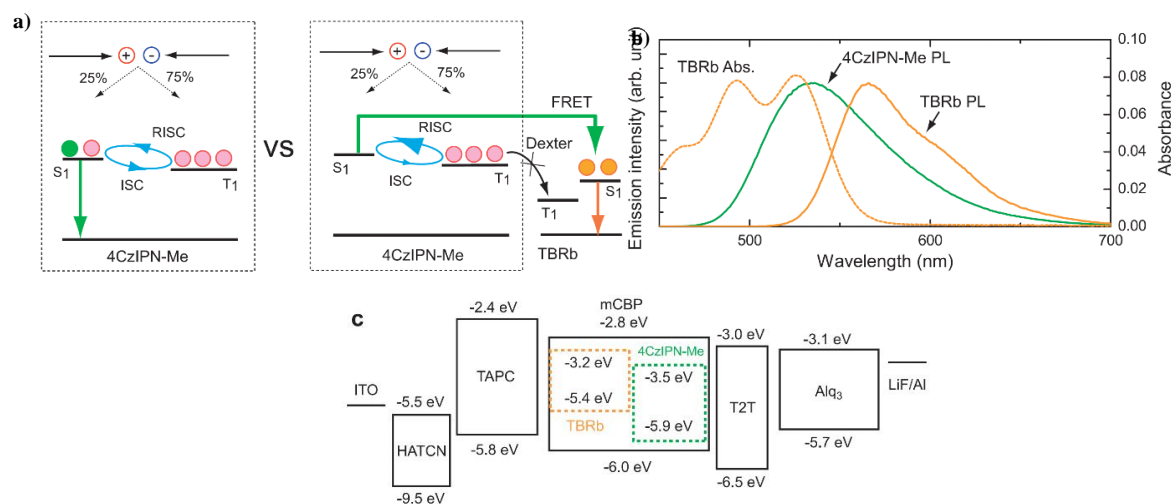 a)
+ -
25% 75%
RISC
S1
ISC
T1
4CzIPN-Me
VS
+ -
25% 75%
FRET
RISC
Dexter
S1
ISC
T1
T1
S1
4CzIPN-Me
TBRb
b)
Emission intensity (arb. uni
TBRb Abs.
4CzIPN-Me PL
TBRb PL
0.10
0.08
0.06
0.04
0.02
0.00
Absorbance
500 600 700
Wavelength (nm)
c
ITO
-5.5 eV
HATCN
-9.5 eV
-2.4 eV
TAPC
-5.8 eV
mCBP
-2.8 eV
-3.2 eV
-5.4 eV
TBRb
4CzIPN-Me
-3.5 eV
-5.9 eV
-6.0 eV
-3.0 eV
T2T
-6.5 eV
-3.1 eV
Alq3
-5.7 eV
LiF/Al